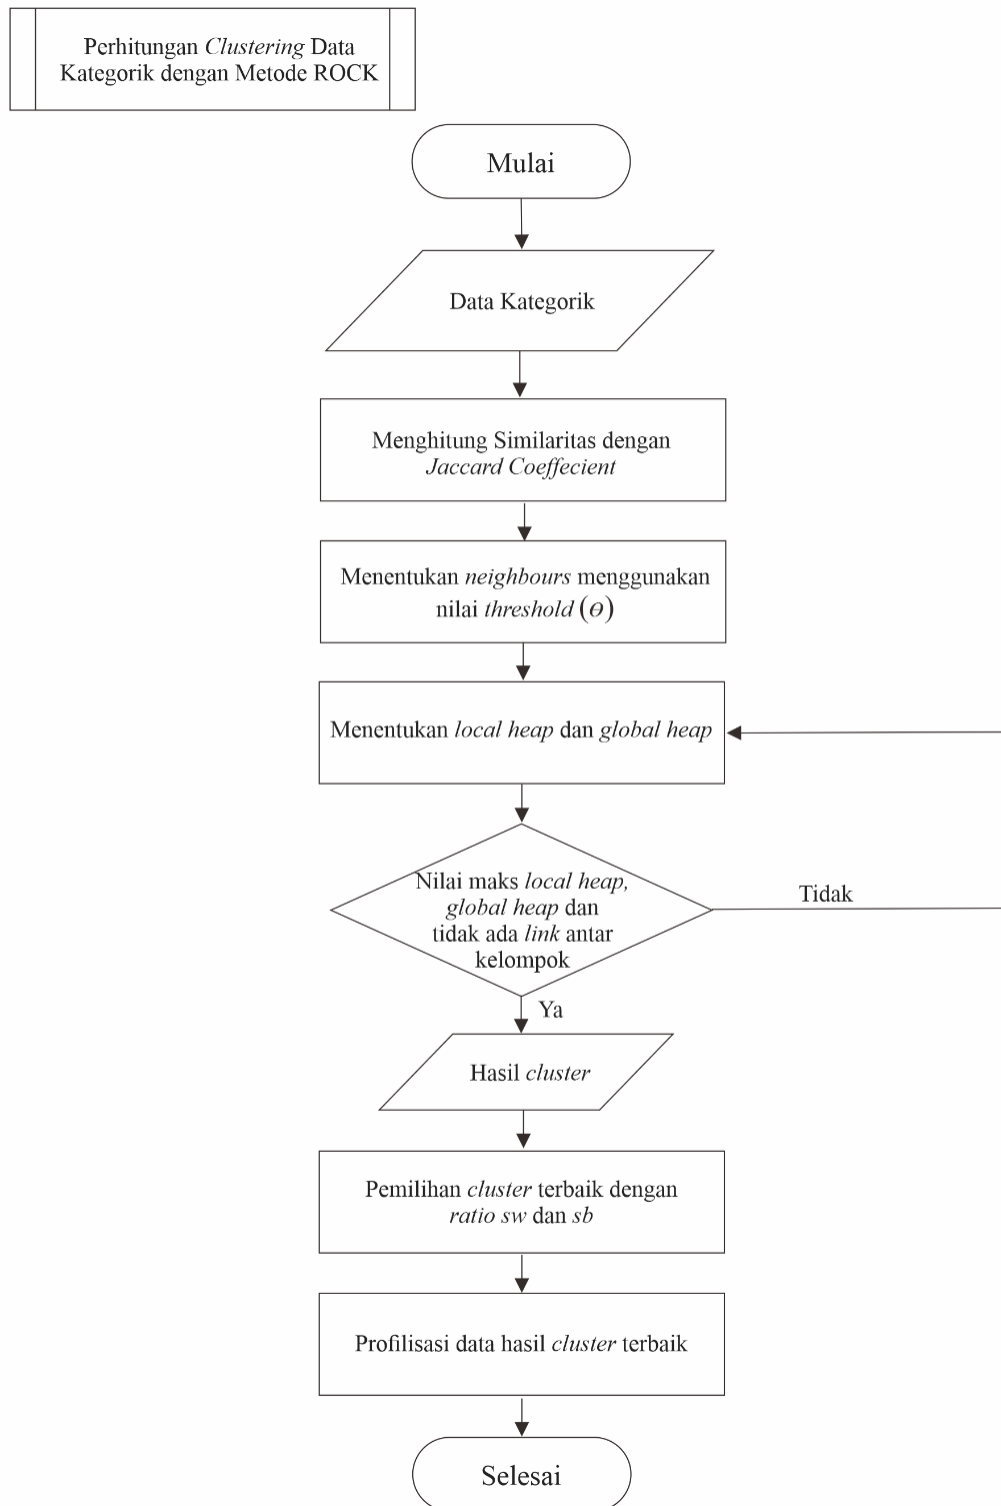 Perhitungan Clustering Data
Kategorik dengan Metode ROCK
Mulai
Data Kategorik
Menghitung Similaritas dengan
Jaccard Coeffecient
Menentukan neighbours menggunakan
nilai threshold (ɵ)
Menentukan local heap dan global heap
Nilai maks local heap,
global heap dan
tidak ada link antar
kelompok
Tidak
Ya
Hasil cluster
Pemilihan cluster terbaik dengan
ratio sw dan sb
Profilisasi data hasil cluster terbaik
Selesai